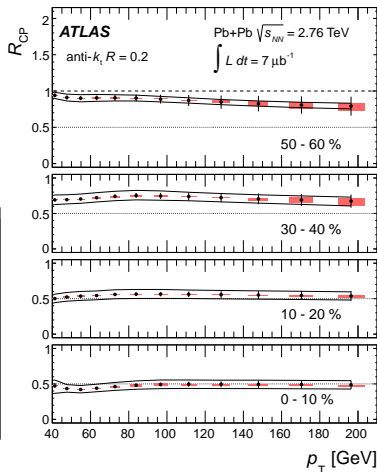 R_CP
2
1.5
1
0.5
0
ATLAS
anti-k_t R = 0.2
Pb+Pb √s_NN = 2.76 TeV
∫ L dt = 7 μb⁻¹
50 - 60 %
1
0.5
0
30 - 40 %
1
0.5
0
10 - 20 %
1
0.5
0
0 - 10 %
40 60 80 100 120 140 160 180 200
p_T [GeV]